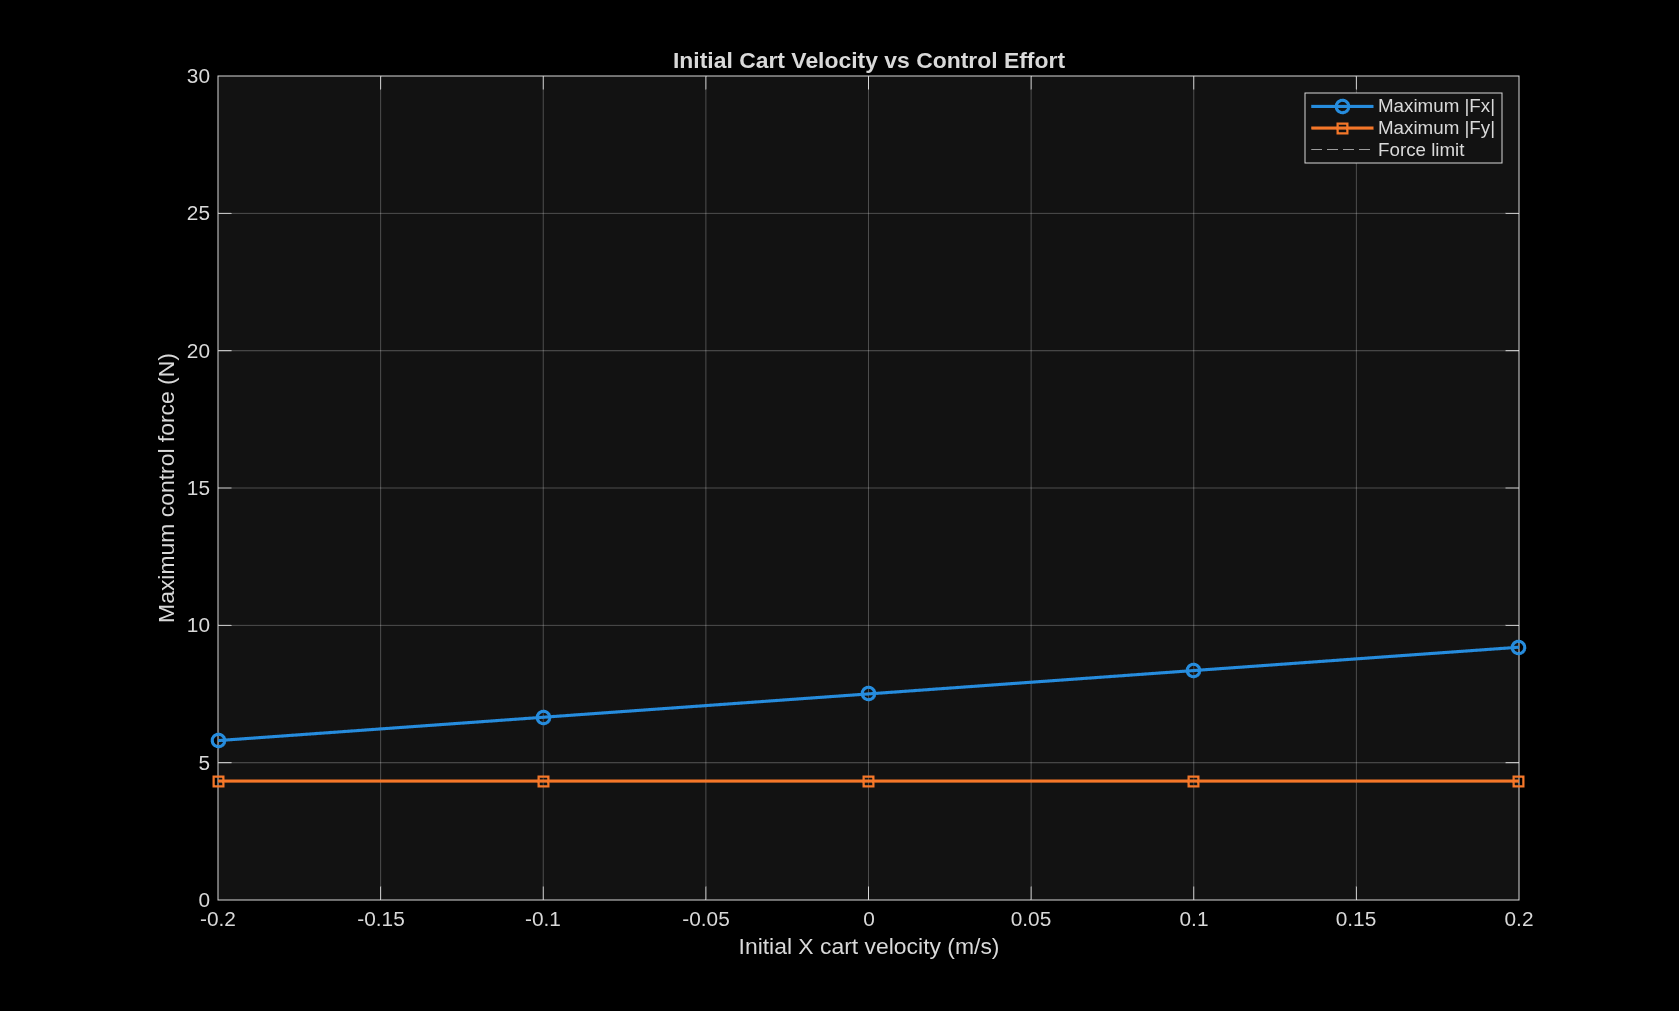 Initial Cart Velocity vs Control Effort
30
25
20
15
10
5
0
Maximum control force (N)
Maximum |Fx|
Maximum |Fy|
Force limit
-0.2 -0.15 -0.1 -0.05 0 0.05 0.1 0.15 0.2
Initial X cart velocity (m/s)